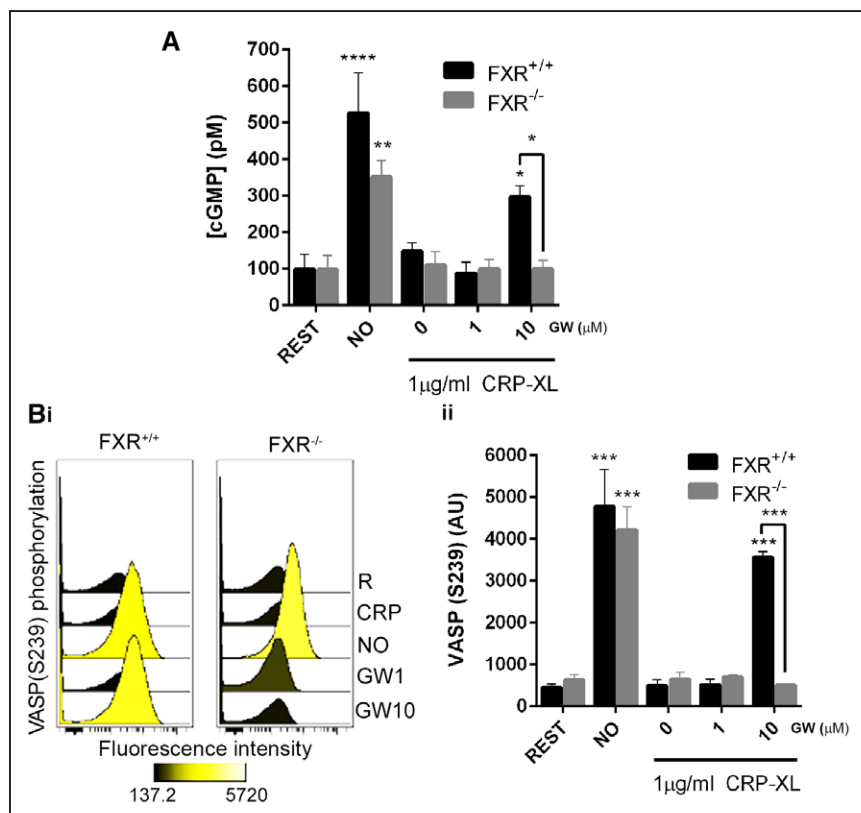 A
700
600
500
400
300
200
100
0
[cGMP] (pM)
****
**
*
*
FXR+/+
FXR-/-
REST
NO
0
1
10
GW (μM)
1μg/ml CRP-XL
Bi
FXR+/+
FXR-/-
VASP(S239) phosphorylation
R
CRP
NO
GW1
GW10
Fluorescence intensity
137.2
5720
ii
6000
5000
4000
3000
2000
1000
0
VASP (S239) (AU)
***
***
***
***
FXR+/+
FXR-/-
REST
NO
0
1
10
GW (μM)
1μg/ml CRP-XL